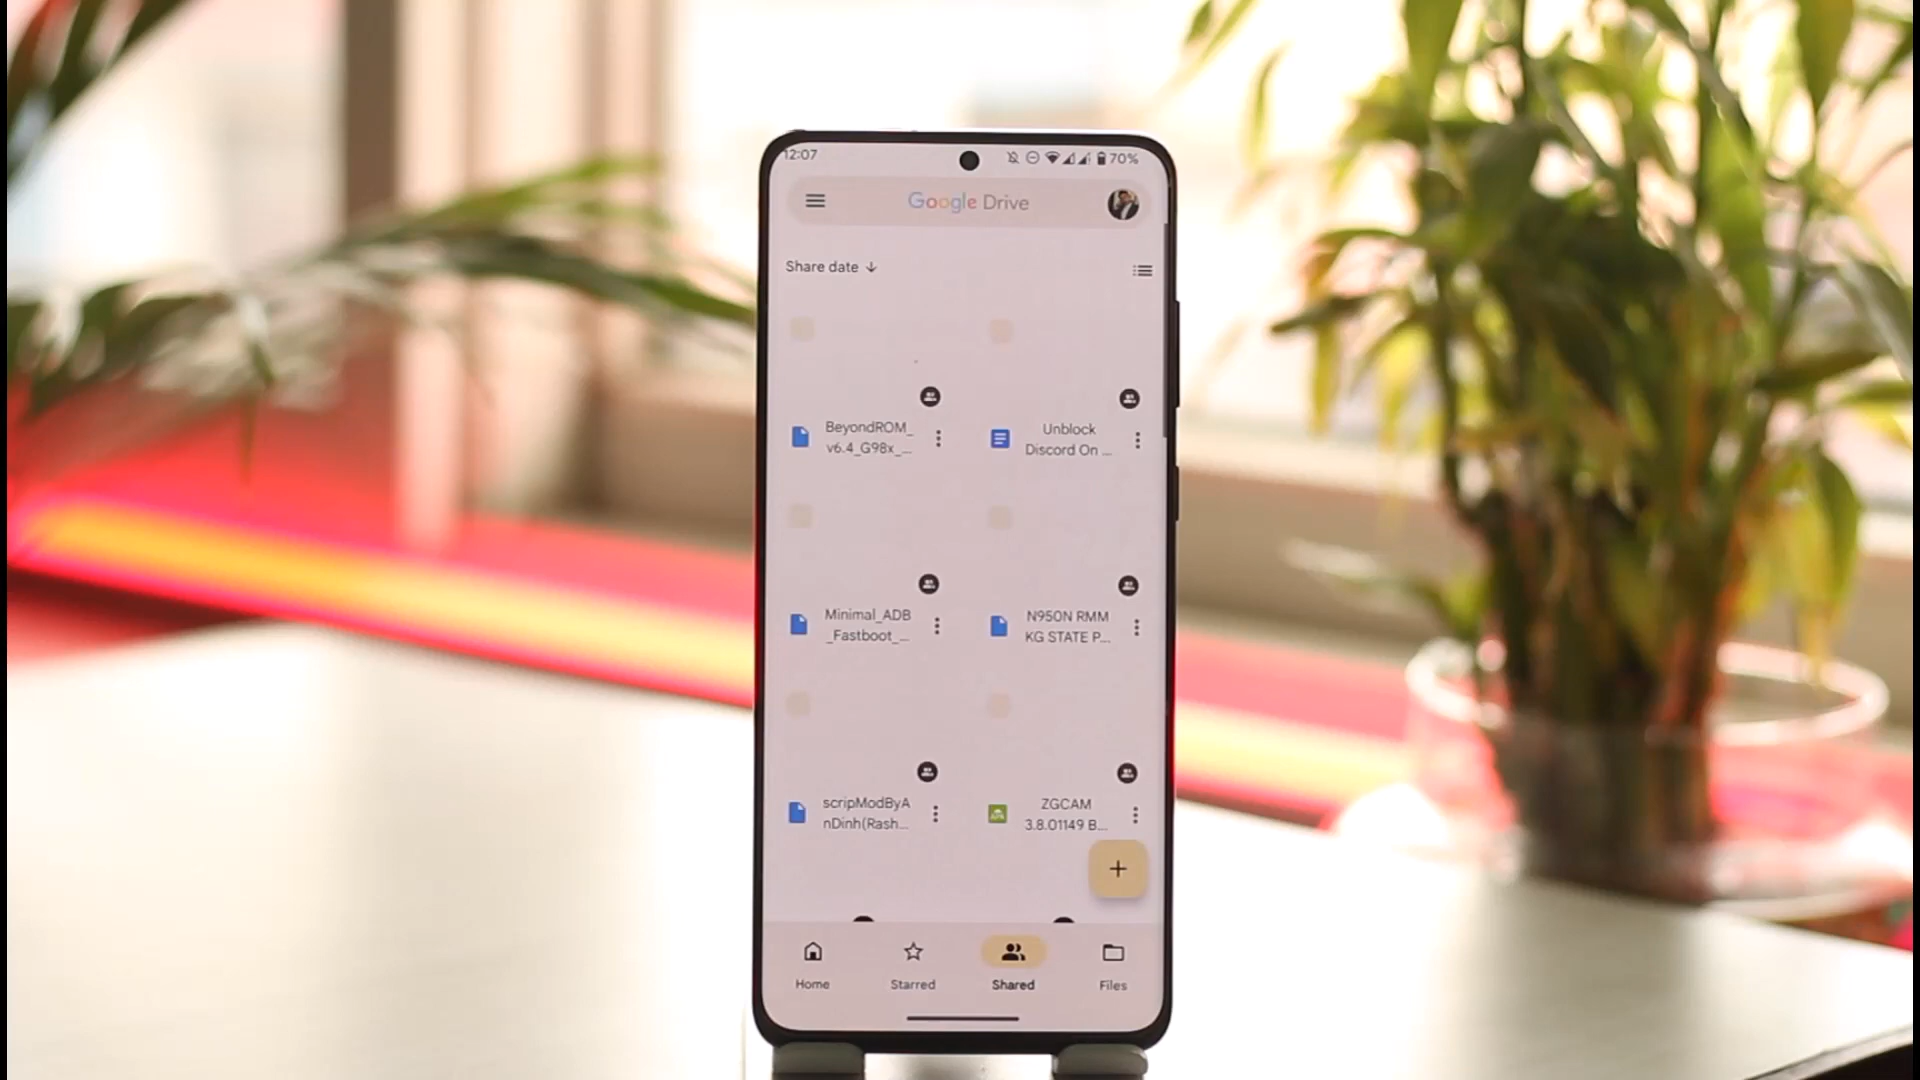 12:07
70%
Google Drive
Share date ↓
BeyondROM_
v6.4_G98x_...
Unblock
Discord On ...
Minimal_ADB
_Fastboot_...
N950N RMM
KG STATE P...
scripModByA
nDinh(Rash...
ZGCAM
3.8.01149 B...
+
Home
Starred
Shared
Files